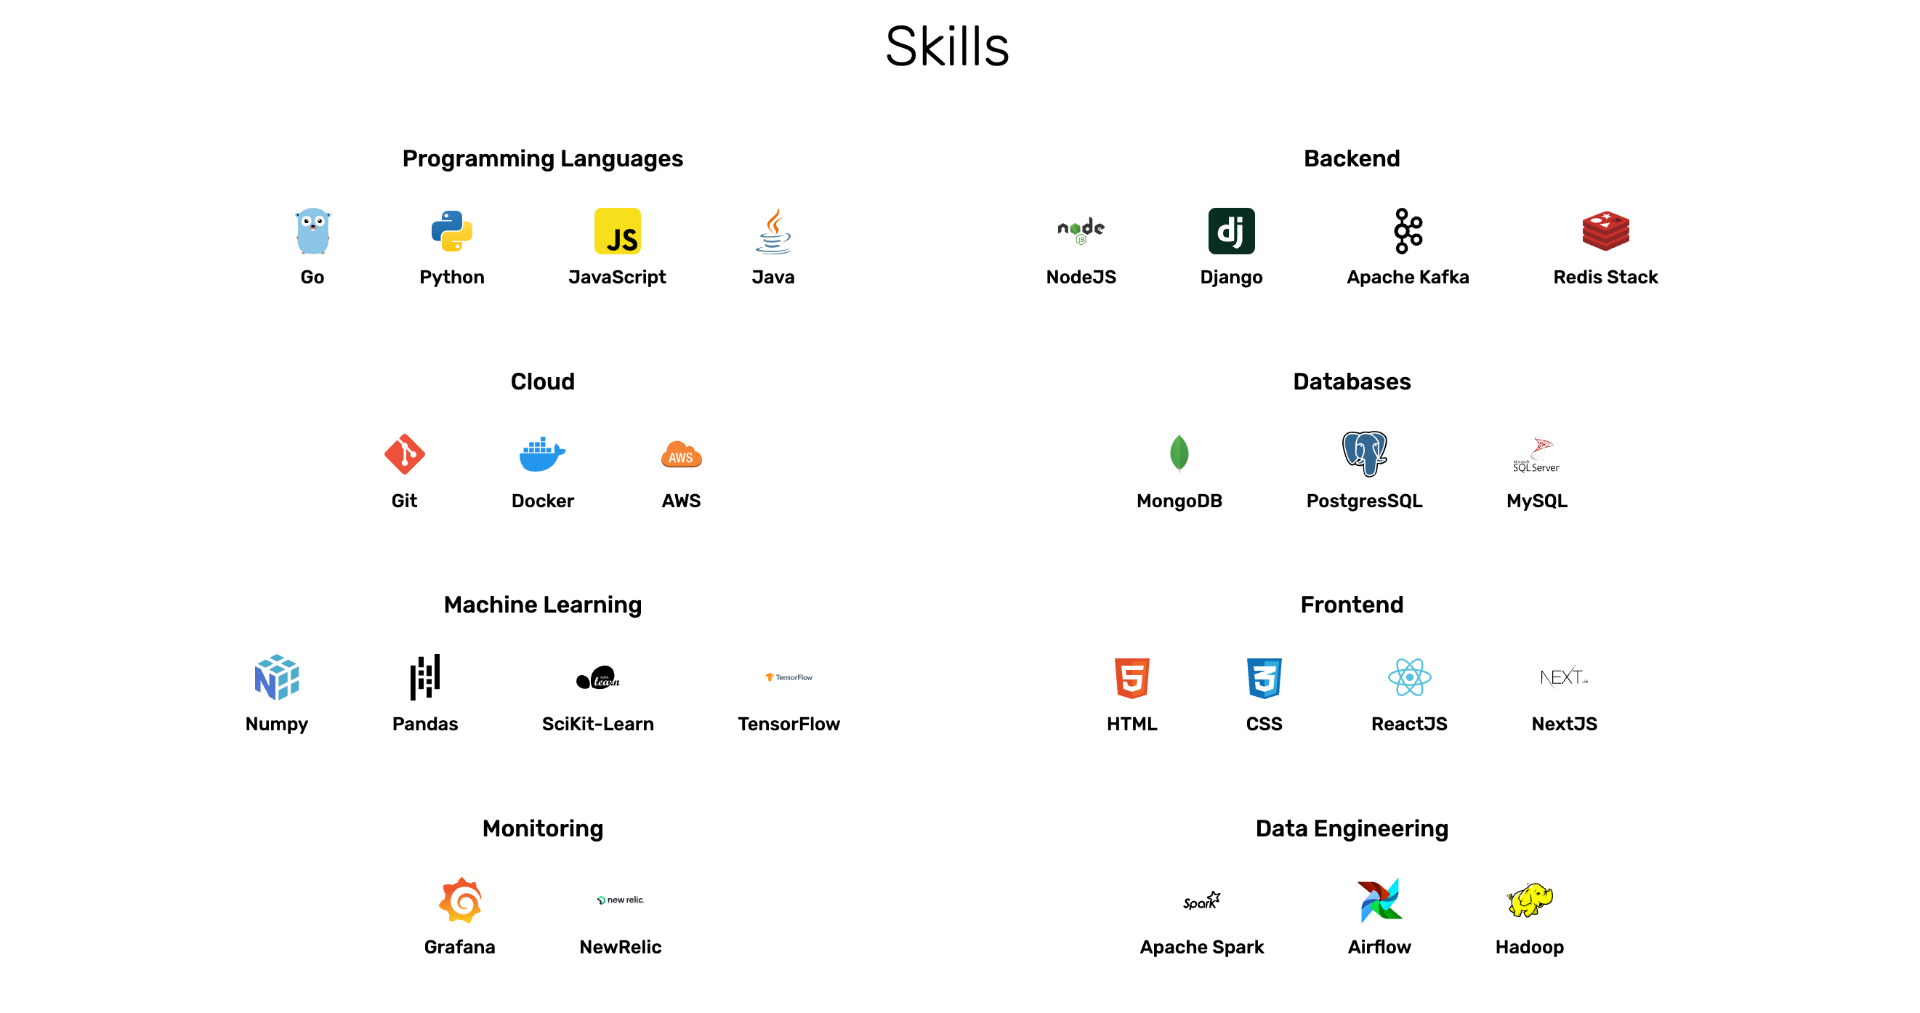 Skills
Programming Languages
JS
Go Python JavaScript Java
Backend
node
JS
dj
NodeJS Django Apache Kafka Redis Stack
Cloud
AWS
Git Docker AWS
Databases
SQL Server
MongoDB PostgresSQL MySQL
Machine Learning
N
learn
TensorFlow
Numpy Pandas SciKit-Learn TensorFlow
Frontend
5
3
NEXT
HTML CSS ReactJS NextJS
Monitoring
new relic.
Grafana NewRelic
Data Engineering
Spark
Apache Spark Airflow Hadoop